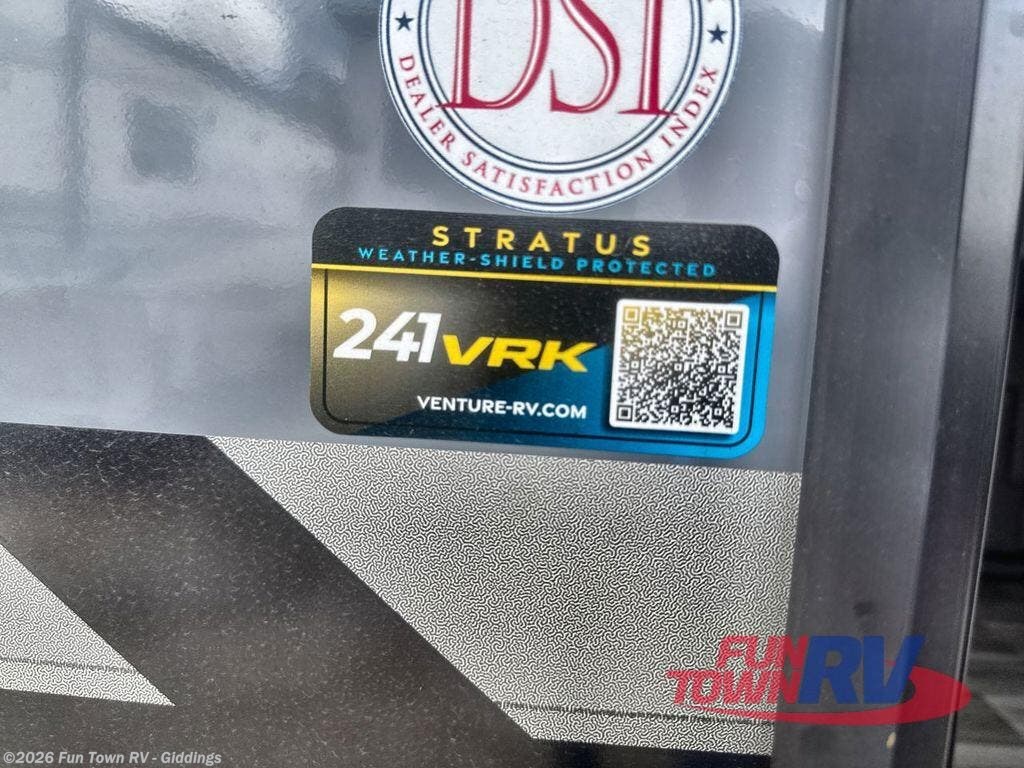 DSI
DEALER SATISFACTION INDEX
STRATUS
WEATHER-SHIELD PROTECTED
241VRK
VENTURE-RV.COM
FUN
TOWN RV
©2026 Fun Town RV - Giddings